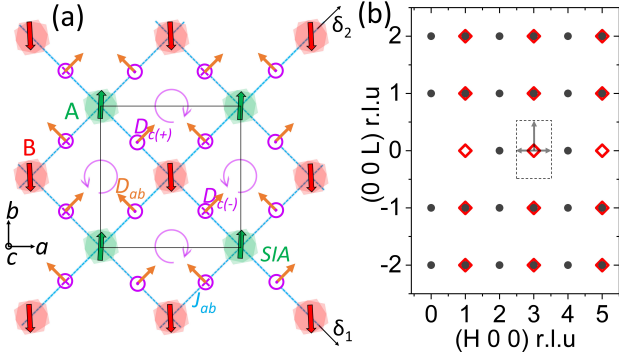 (a)
δ2
A
Dc(+)
B
Dab
Dc(-)
b
c
a
SIA
Jab
δ1
(b)
(0 0 L) r.l.u
2
1
0
-1
-2
0 1 2 3 4 5
(H 0 0) r.l.u